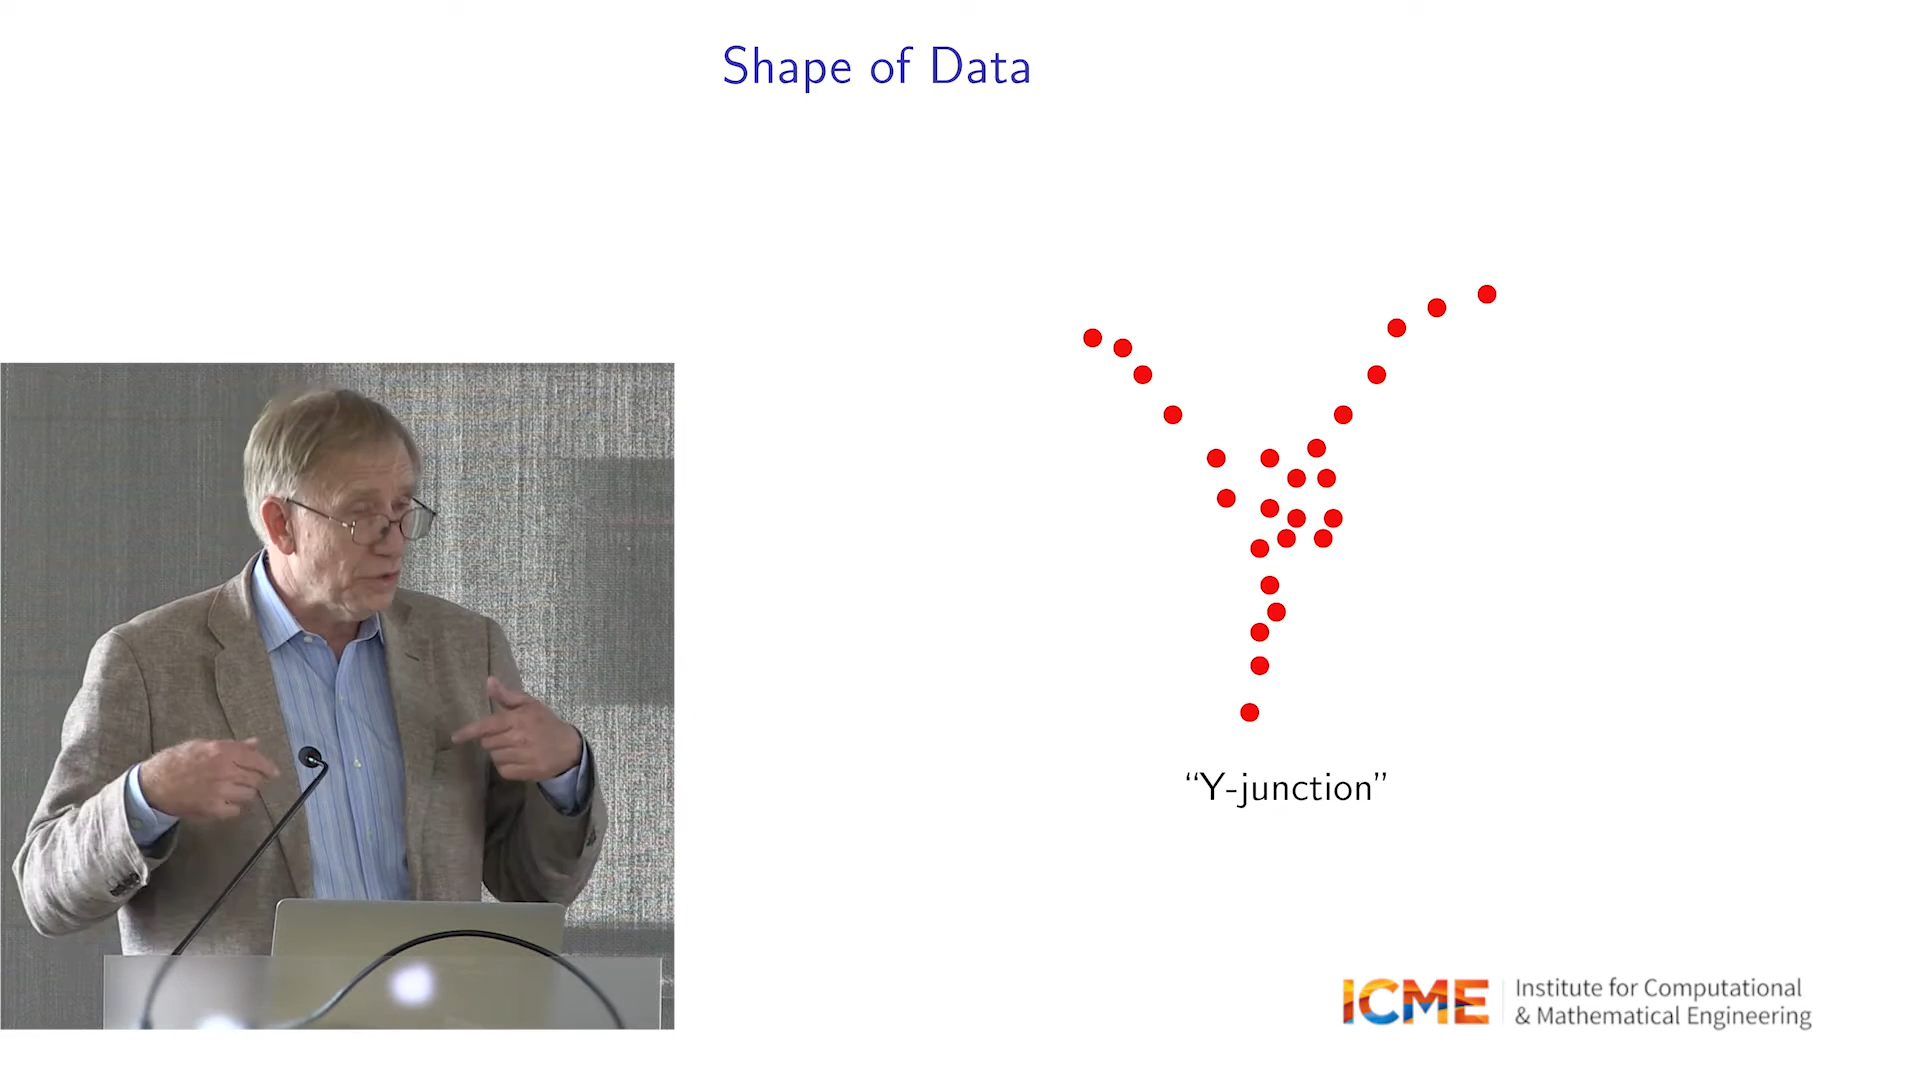 Shape of Data
“Y-junction”
ICME
Institute for Computational
& Mathematical Engineering